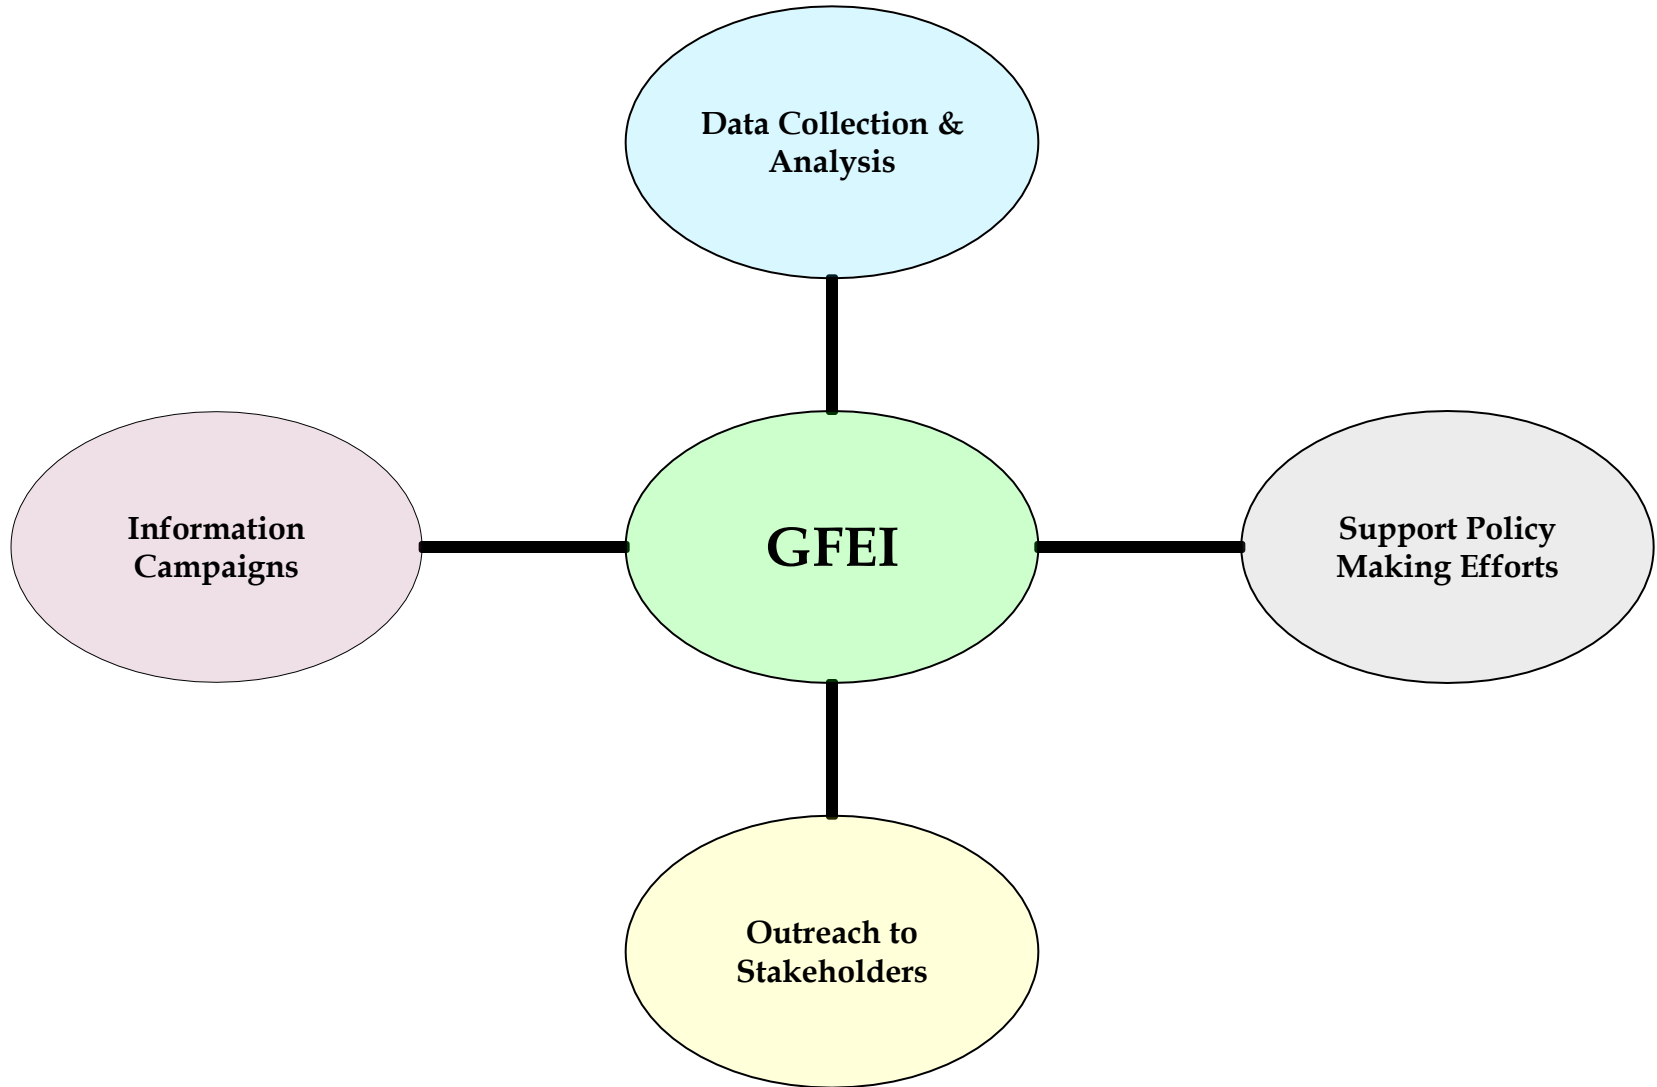 Data Collection &
Analysis
Information
Campaigns
GFEI
Support Policy
Making Efforts
Outreach to
Stakeholders